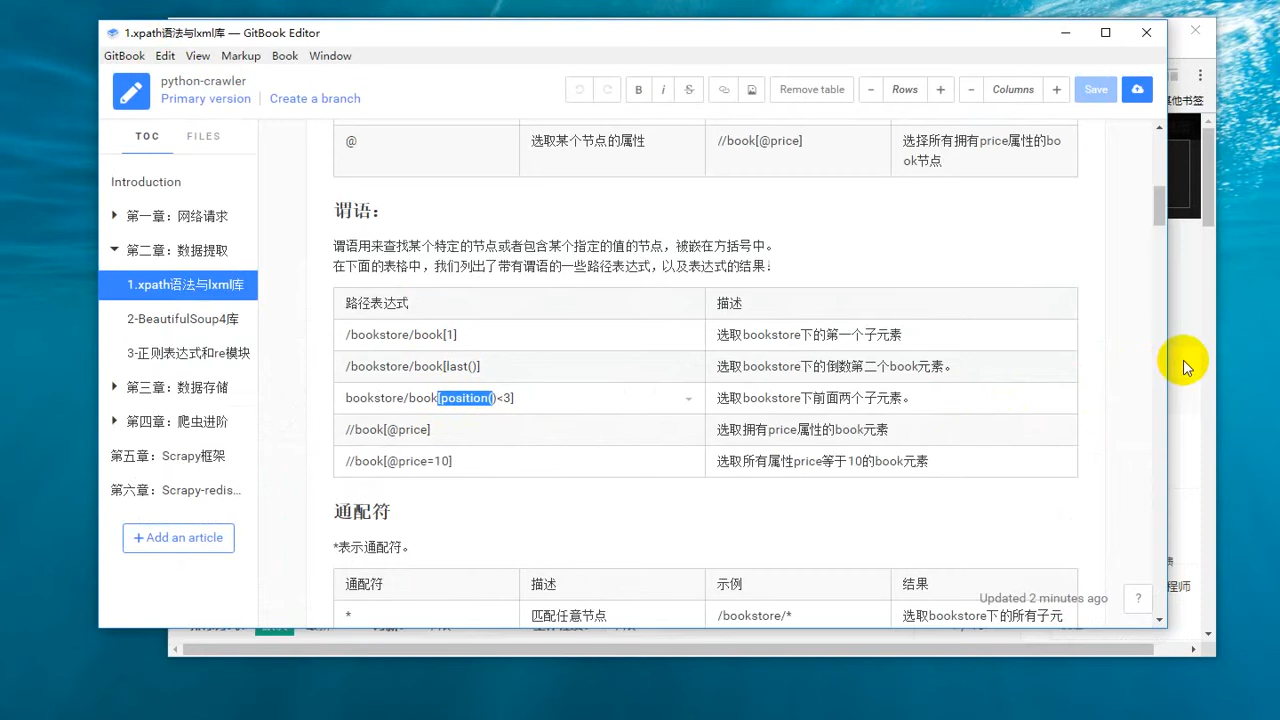 1.xpath语法与lxml库 — GitBook Editor
GitBook Edit View Markup Book Window
python-crawler
Primary version Create a branch
B i S Remove table − Rows + − Columns + Save
TOC FILES
Introduction
第一章：网络请求
第二章：数据提取
1.xpath语法与lxml库
2-BeautifulSoup4库
3-正则表达式和re模块
第三章：数据存储
第四章：爬虫进阶
第五章：Scrapy框架
第六章：Scrapy-redis...
+ Add an article
@ 选取某个节点的属性 //book[@price] 选择所有拥有price属性的bo
ok节点
谓语：
谓语用来查找某个特定的节点或者包含某个指定的值的节点，被嵌在方括号中。
在下面的表格中，我们列出了带有谓语的一些路径表达式，以及表达式的结果：
路径表达式 描述
/bookstore/book[1] 选取bookstore下的第一个子元素
/bookstore/book[last()] 选取bookstore下的倒数第二个book元素。
bookstore/book[position()<3] 选取bookstore下前面两个子元素。
//book[@price] 选取拥有price属性的book元素
//book[@price=10] 选取所有属性price等于10的book元素
通配符
*表示通配符。
通配符 描述 示例 结果
* 匹配任意节点 /bookstore/* 选取bookstore下的所有子元
Updated 2 minutes ago ?
其他书签
程师